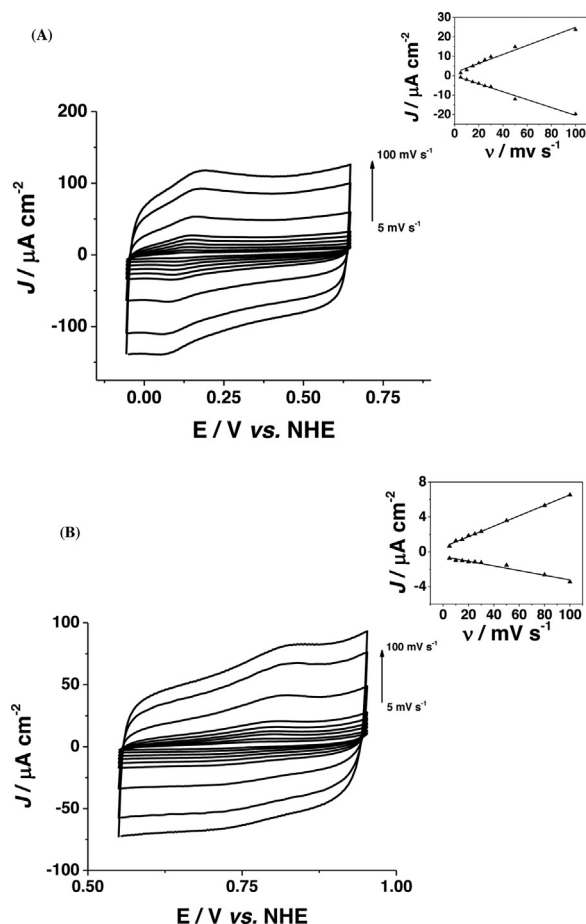 (A)
30
20
10
0
-10
-20
J / μA cm⁻²
0 20 40 60 80 100
ν / mv s⁻¹
200
100
0
-100
J / μA cm⁻²
100 mV s⁻¹
5 mV s⁻¹
0.00 0.25 0.50 0.75
E / V vs. NHE
(B)
8
4
0
-4
J / μA cm⁻²
0 20 40 60 80 100
ν / mV s⁻¹
100
50
0
-50
-100
J / μA cm⁻²
100 mV s⁻¹
5 mV s⁻¹
0.50 0.75 1.00
E / V vs. NHE